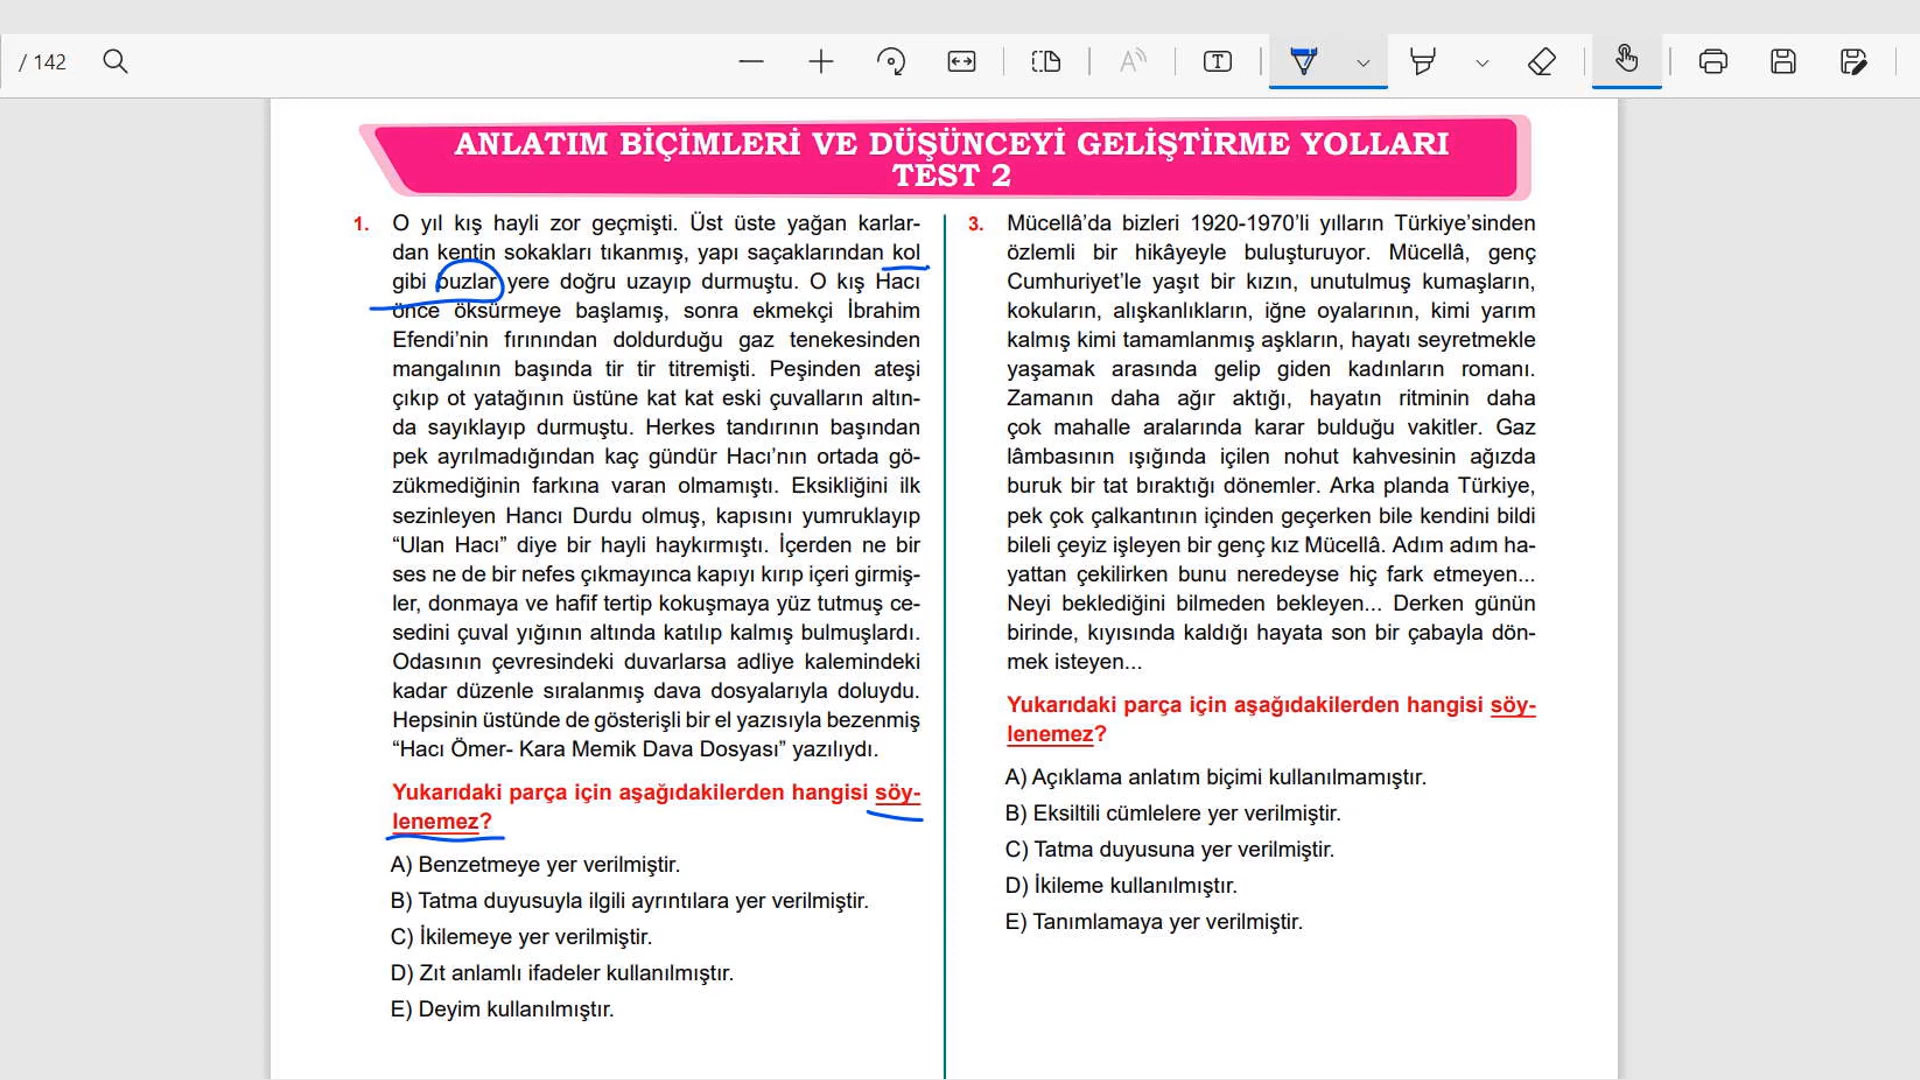 / 142
ANLATIM BİÇİMLERİ VE DÜŞÜNCEYİ GELİŞTİRME YOLLARI
TEST 2
1. O yıl kış hayli zor geçmişti. Üst üste yağan karlar-
dan kentin sokakları tıkanmış, yapı saçaklarından kol
gibi buzlar yere doğru uzayıp durmuştu. O kış Hacı
önce öksürmeye başlamış, sonra ekmekçi İbrahim
Efendi’nin fırınından doldurduğu gaz tenekesinden
mangalının başında tir tir titremişti. Peşinden ateşi
çıkıp ot yatağının üstüne kat kat eski çuvalların altın-
da sayıklayıp durmuştu. Herkes tandırının başından
pek ayrılmadığından kaç gündür Hacı’nın ortada gö-
zükmediğinin farkına varan olmamıştı. Eksikliğini ilk
sezinleyen Hancı Durdu olmuş, kapısını yumruklayıp
“Ulan Hacı” diye bir hayli haykırmıştı. İçerden ne bir
ses ne de bir nefes çıkmayınca kapıyı kırıp içeri girmiş-
ler, donmaya ve hafif tertip kokuşmaya yüz tutmuş ce-
sedini çuval yığının altında katılıp kalmış bulmuşlardı.
Odasının çevresindeki duvarlarsa adliye kalemindeki
kadar düzenle sıralanmış dava dosyalarıyla doluydu.
Hepsinin üstünde de gösterişli bir el yazısıyla bezenmiş
“Hacı Ömer- Kara Memik Dava Dosyası” yazılıydı.
Yukarıdaki parça için aşağıdakilerden hangisi söy-
lenemez?
A) Benzetmeye yer verilmiştir.
B) Tatma duyusuyla ilgili ayrıntılara yer verilmiştir.
C) İkilemeye yer verilmiştir.
D) Zıt anlamlı ifadeler kullanılmıştır.
E) Deyim kullanılmıştır.
3. Mücellâ’da bizleri 1920-1970’li yılların Türkiye’sinden
özlemli bir hikâyeyle buluşturuyor. Mücellâ, genç
Cumhuriyet’le yaşıt bir kızın, unutulmuş kumaşların,
kokuların, alışkanlıkların, iğne oyalarının, kimi yarım
kalmış kimi tamamlanmış aşkların, hayatı seyretmekle
yaşamak arasında gelip giden kadınların romanı.
Zamanın daha ağır aktığı, hayatın ritminin daha
çok mahalle aralarında karar bulduğu vakitler. Gaz
lâmbasının ışığında içilen nohut kahvesinin ağızda
buruk bir tat bıraktığı dönemler. Arka planda Türkiye,
pek çok çalkantının içinden geçerken bile kendini bildi
bileli çeyiz işleyen bir genç kız Mücellâ. Adım adım ha-
yattan çekilirken bunu neredeyse hiç fark etmeyen...
Neyi beklediğini bilmeden bekleyen... Derken günün
birinde, kıyısında kaldığı hayata son bir çabayla dön-
mek isteyen...
Yukarıdaki parça için aşağıdakilerden hangisi söy-
lenemez?
A) Açıklama anlatım biçimi kullanılmamıştır.
B) Eksiltili cümlelere yer verilmiştir.
C) Tatma duyusuna yer verilmiştir.
D) İkileme kullanılmıştır.
E) Tanımlamaya yer verilmiştir.